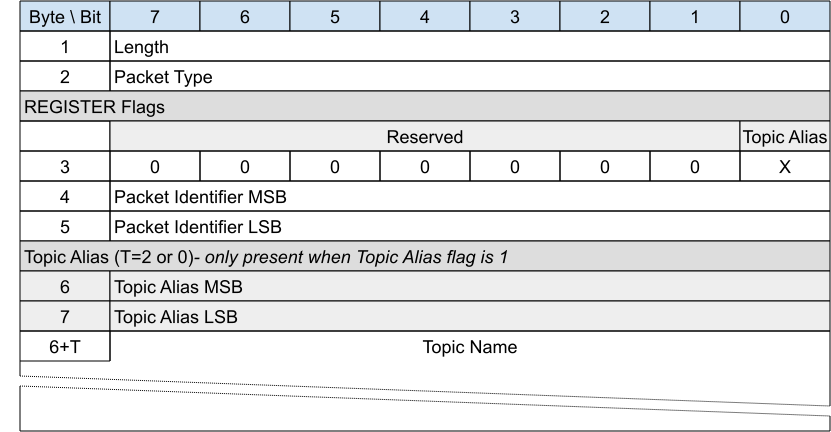 Byte \ Bit 7 6 5 4 3 2 1 0
1 Length
2 Packet Type
REGISTER Flags
Reserved Topic Alias
3 0 0 0 0 0 0 0 X
4 Packet Identifier MSB
5 Packet Identifier LSB
Topic Alias (T=2 or 0)- only present when Topic Alias flag is 1
6 Topic Alias MSB
7 Topic Alias LSB
6+T Topic Name